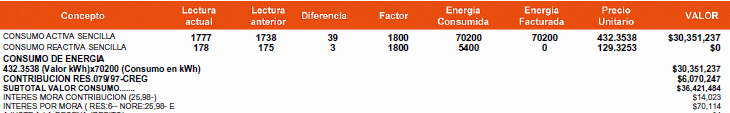 Concepto Lectura actual Lectura anterior Diferencia Factor Energia Consumida Energia Facturada Precio Unitario VALOR
CONSUMO ACTIVA SENCILLA 1777 1738 39 1800 70200 70200 432.3538 $30,351,237
CONSUMO REACTIVA SENCILLA 178 175 3 1800 5400 0 129.3253 $0
CONSUMO DE ENERGIA
432.3538 (Valor kWh)x70200 (Consumo en kWh) $30,351,237
CONTRIBUCION RES.079/97-CREG $6,070,247
SUBTOTAL VALOR CONSUMO....... $36,421,484
INTERES MORA CONTRIBUCION (25,98-) $14,023
INTERES POR MORA ( RES:6-- NORE:25,98- E $70,114